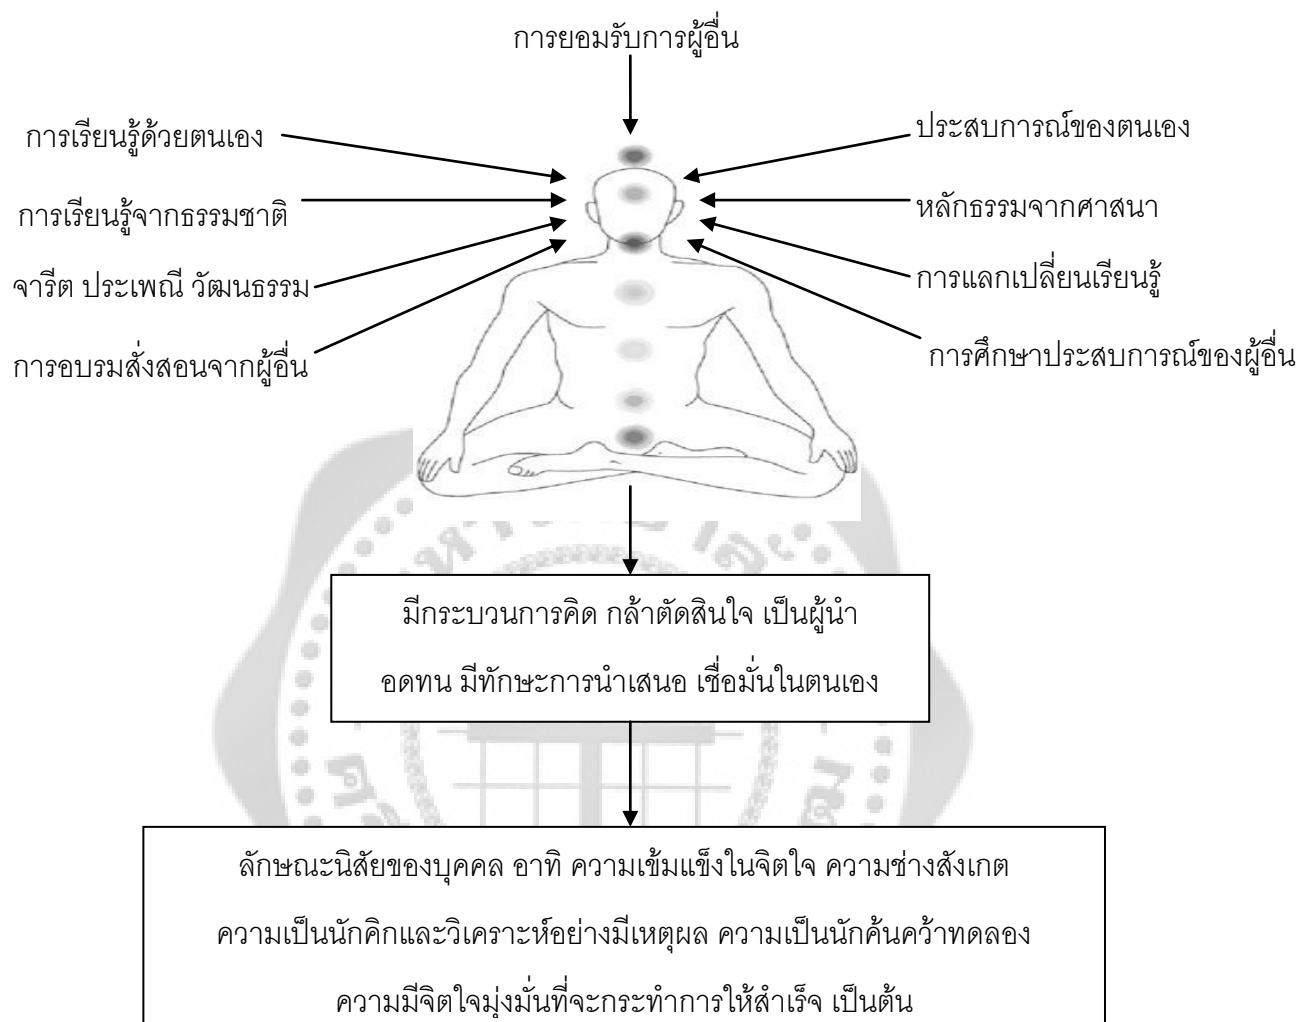 การยอมรับการผู้อื่น
การเรียนรู้ด้วยตนเอง
การเรียนรู้จากธรรมชาติ
จารีต ประเพณี วัฒนธรรม
การอบรมสั่งสอนจากผู้อื่น
ประสบการณ์ของตนเอง
หลักธรรมจากศาสนา
การแลกเปลี่ยนเรียนรู้
การศึกษาประสบการณ์ของผู้อื่น
มีกระบวนการคิด กล้าตัดสินใจ เป็นผู้นำ
อดทน มีทักษะการนำเสนอ เชื่อมั่นในตนเอง
ลักษณะนิสัยของบุคคล อาทิ ความเข้มแข็งในจิตใจ ความช่างสังเกต
ความเป็นนักคิกและวิเคราะห์อย่างมีเหตุผล ความเป็นนักค้นคว้าทดลอง
ความมีจิตใจมุ่งมั่นที่จะกระทำการให้สำเร็จ เป็นต้น